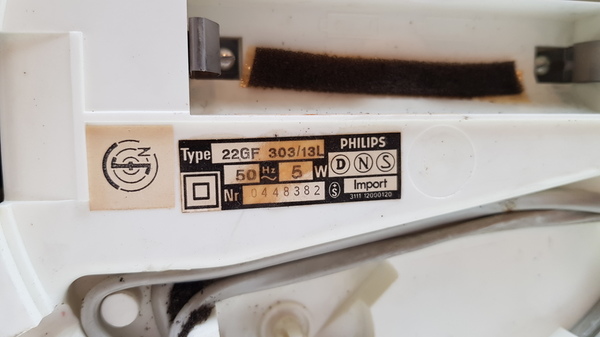 Type 22GF 303/13L PHILIPS
50 Hz 5 W D N S
Nr 0448382 S Import
3111 12000120